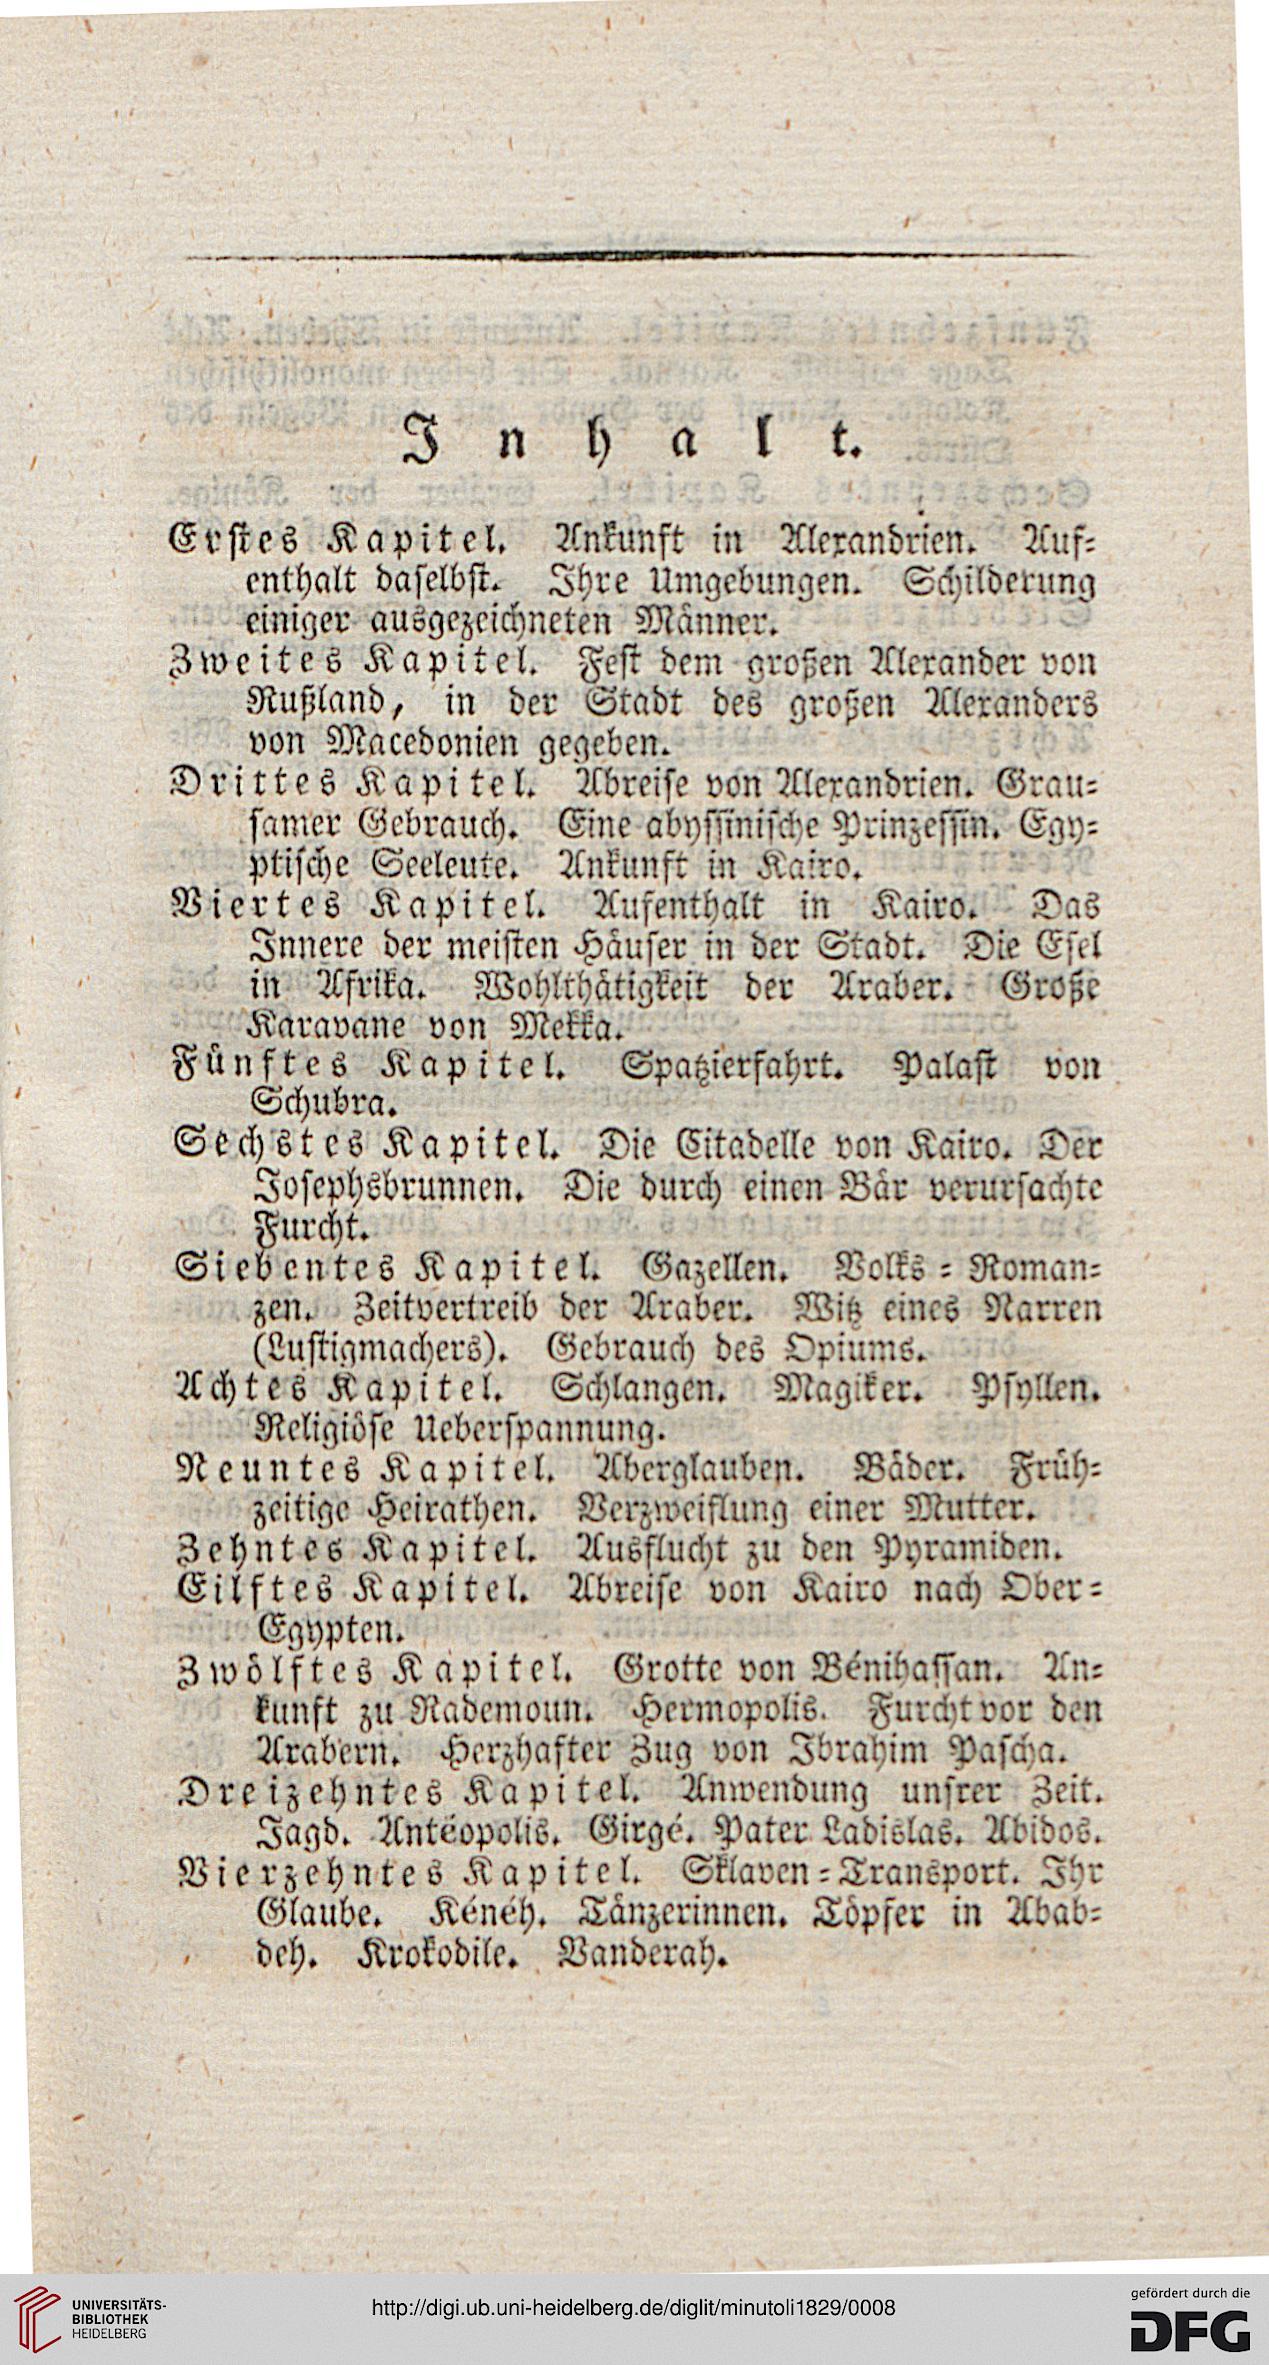 Inhalt.
Erstes Kapitel. Ankunft in Alexandrien. Auf-
enthalt daselbst. Ihre Umgebungen. Schilderung
einiger ausgezeichneten Männer.
Zweites Kapitel. Fest dem großen Alexander von
Rußland, in der Stadt des großen Alexanders
von Macedonien gegeben.
Drittes Kapitel. Abreise von Alexandrien. Grau-
samer Gebrauch. Eine abyssinische Prinzessin. Egy-
ptische Seeleute. Ankunft in Kairo.
Viertes Kapitel. Aufenthalt in Kairo. Das
Innere der meisten Häuser in der Stadt. Die Esel
in Afrika. Wohlthätigkeit der Araber. Große
Karavane von Mekka.
Fünftes Kapitel. Spatzierfahrt. Palast von
Schubra.
Sechstes Kapitel. Die Citadelle von Kairo. Der
Josephsbrunnen. Die durch einen Bär verursachte
Furcht.
Siebentes Kapitel. Gazellen. Volks-Roman-
zen. Zeitvertreib der Araber. Witz eines Narren
(Lustigmachers). Gebrauch des Opiums.
Achtes Kapitel. Schlangen. Magiker. Psyllen.
Religiöse Ueberspannung.
Neuntes Kapitel. Aberglauben. Bäder. Früh-
zeitige Heirathen. Verzweiflung einer Mutter.
Zehntes Kapitel. Ausflucht zu den Pyramiden.
Eilftes Kapitel. Abreise von Kairo nach Ober-
Egypten.
Zwölftes Kapitel. Grotte von Bénihassan. An-
kunft zu Rademoun. Hermopolis. Furcht vor den
Arabern. Herzhafter Zug von Ibrahim Pascha.
Dreizehntes Kapitel. Anwendung unsrer Zeit.
Jagd. Antëopolis. Girgé. Pater Ladislas. Abidos.
Vierzehntes Kapitel. Sklaven-Transport. Ihr
Glaube. Kénéh. Tänzerinnen. Töpfer in Abab-
deh. Krokodile. Vanderah.
UNIVERSITÄTS-
BIBLIOTHEK
HEIDELBERG
http://digi.ub.uni-heidelberg.de/diglit/minutoli1829/0008
gefördert durch die
DFG